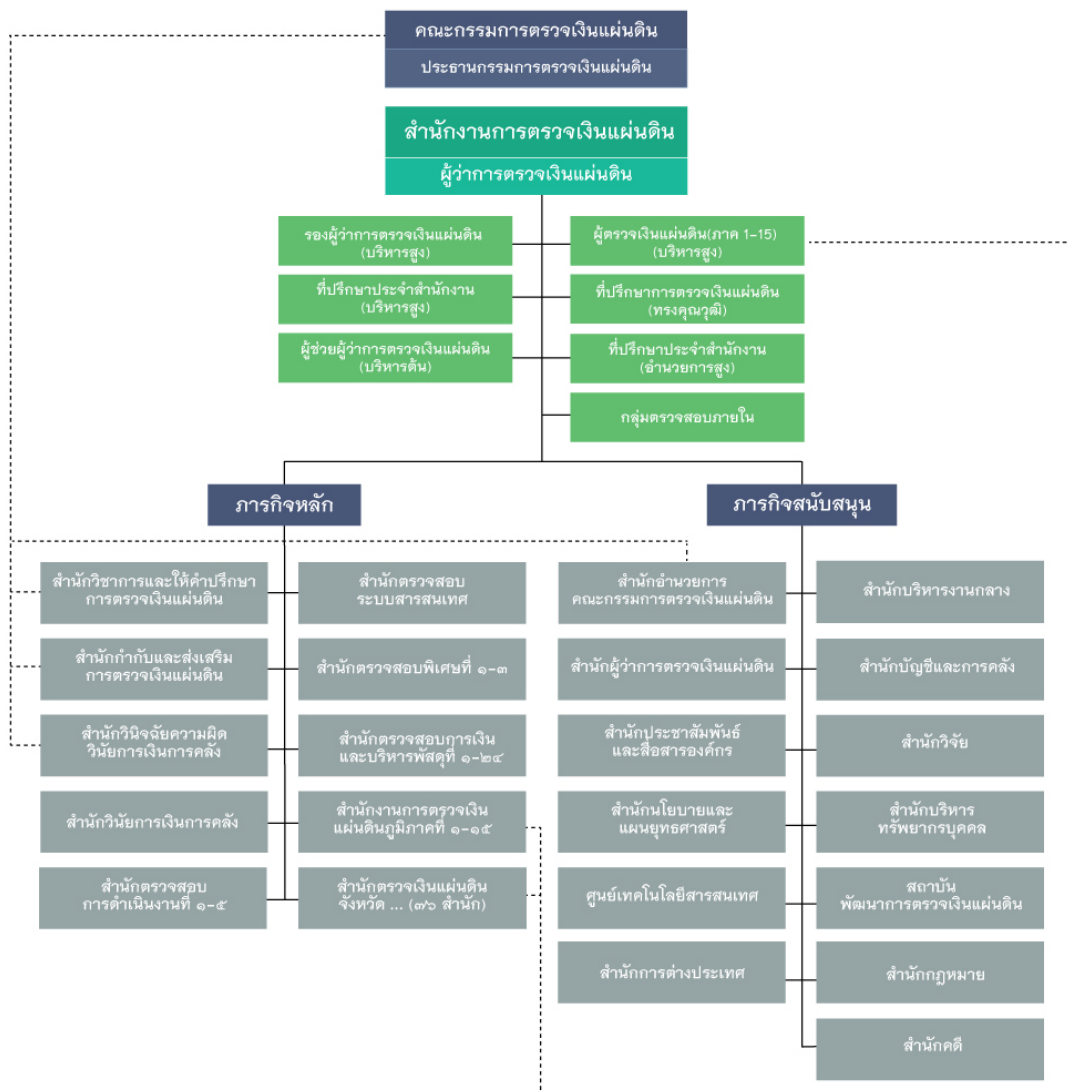 คณะกรรมการตรวจเงินแผ่นดิน
ประธานกรรมการตรวจเงินแผ่นดิน
สำนักงานการตรวจเงินแผ่นดิน
ผู้ว่าการตรวจเงินแผ่นดิน
รองผู้ว่าการตรวจเงินแผ่นดิน
(บริหารสูง)
ผู้ตรวจเงินแผ่นดิน(ภาค 1-15)
(บริหารสูง)
ที่ปรึกษาประจำสำนักงาน
(บริหารสูง)
ที่ปรึกษาการตรวจเงินแผ่นดิน
(ทรงคุณวุฒิ)
ผู้ช่วยผู้ว่าการตรวจเงินแผ่นดิน
(บริหารต้น)
ที่ปรึกษาประจำสำนักงาน
(อำนวยการสูง)
กลุ่มตรวจสอบภายใน
ภารกิจหลัก
สำนักวิชาการและให้คำปรึกษา
การตรวจเงินแผ่นดิน
สำนักตรวจสอบ
ระบบสารสนเทศ
สำนักกำกับและส่งเสริม
การตรวจเงินแผ่นดิน
สำนักตรวจสอบพิเศษที่ ๑-๓
สำนักวินิจฉัยความผิด
วินัยการเงินการคลัง
สำนักตรวจสอบการเงิน
และบริหารพัสดุที่ ๑-๒๔
สำนักวินัยการเงินการคลัง
สำนักงานการตรวจเงิน
แผ่นดินภูมิภาคที่ ๑-๑๕
สำนักตรวจสอบ
การดำเนินงานที่ ๑-๕
สำนักตรวจเงินแผ่นดิน
จังหวัด ... (๗๖ สำนัก)
ภารกิจสนับสนุน
สำนักอำนวยการ
คณะกรรมการตรวจเงินแผ่นดิน
สำนักบริหารงานกลาง
สำนักผู้ว่าการตรวจเงินแผ่นดิน
สำนักบัญชีและการคลัง
สำนักประชาสัมพันธ์
และสื่อสารองค์กร
สำนักวิจัย
สำนักนโยบายและ
แผนยุทธศาสตร์
สำนักบริหาร
ทรัพยากรบุคคล
ศูนย์เทคโนโลยีสารสนเทศ
สถาบัน
พัฒนาการตรวจเงินแผ่นดิน
สำนักการต่างประเทศ
สำนักกฎหมาย
สำนักคดี